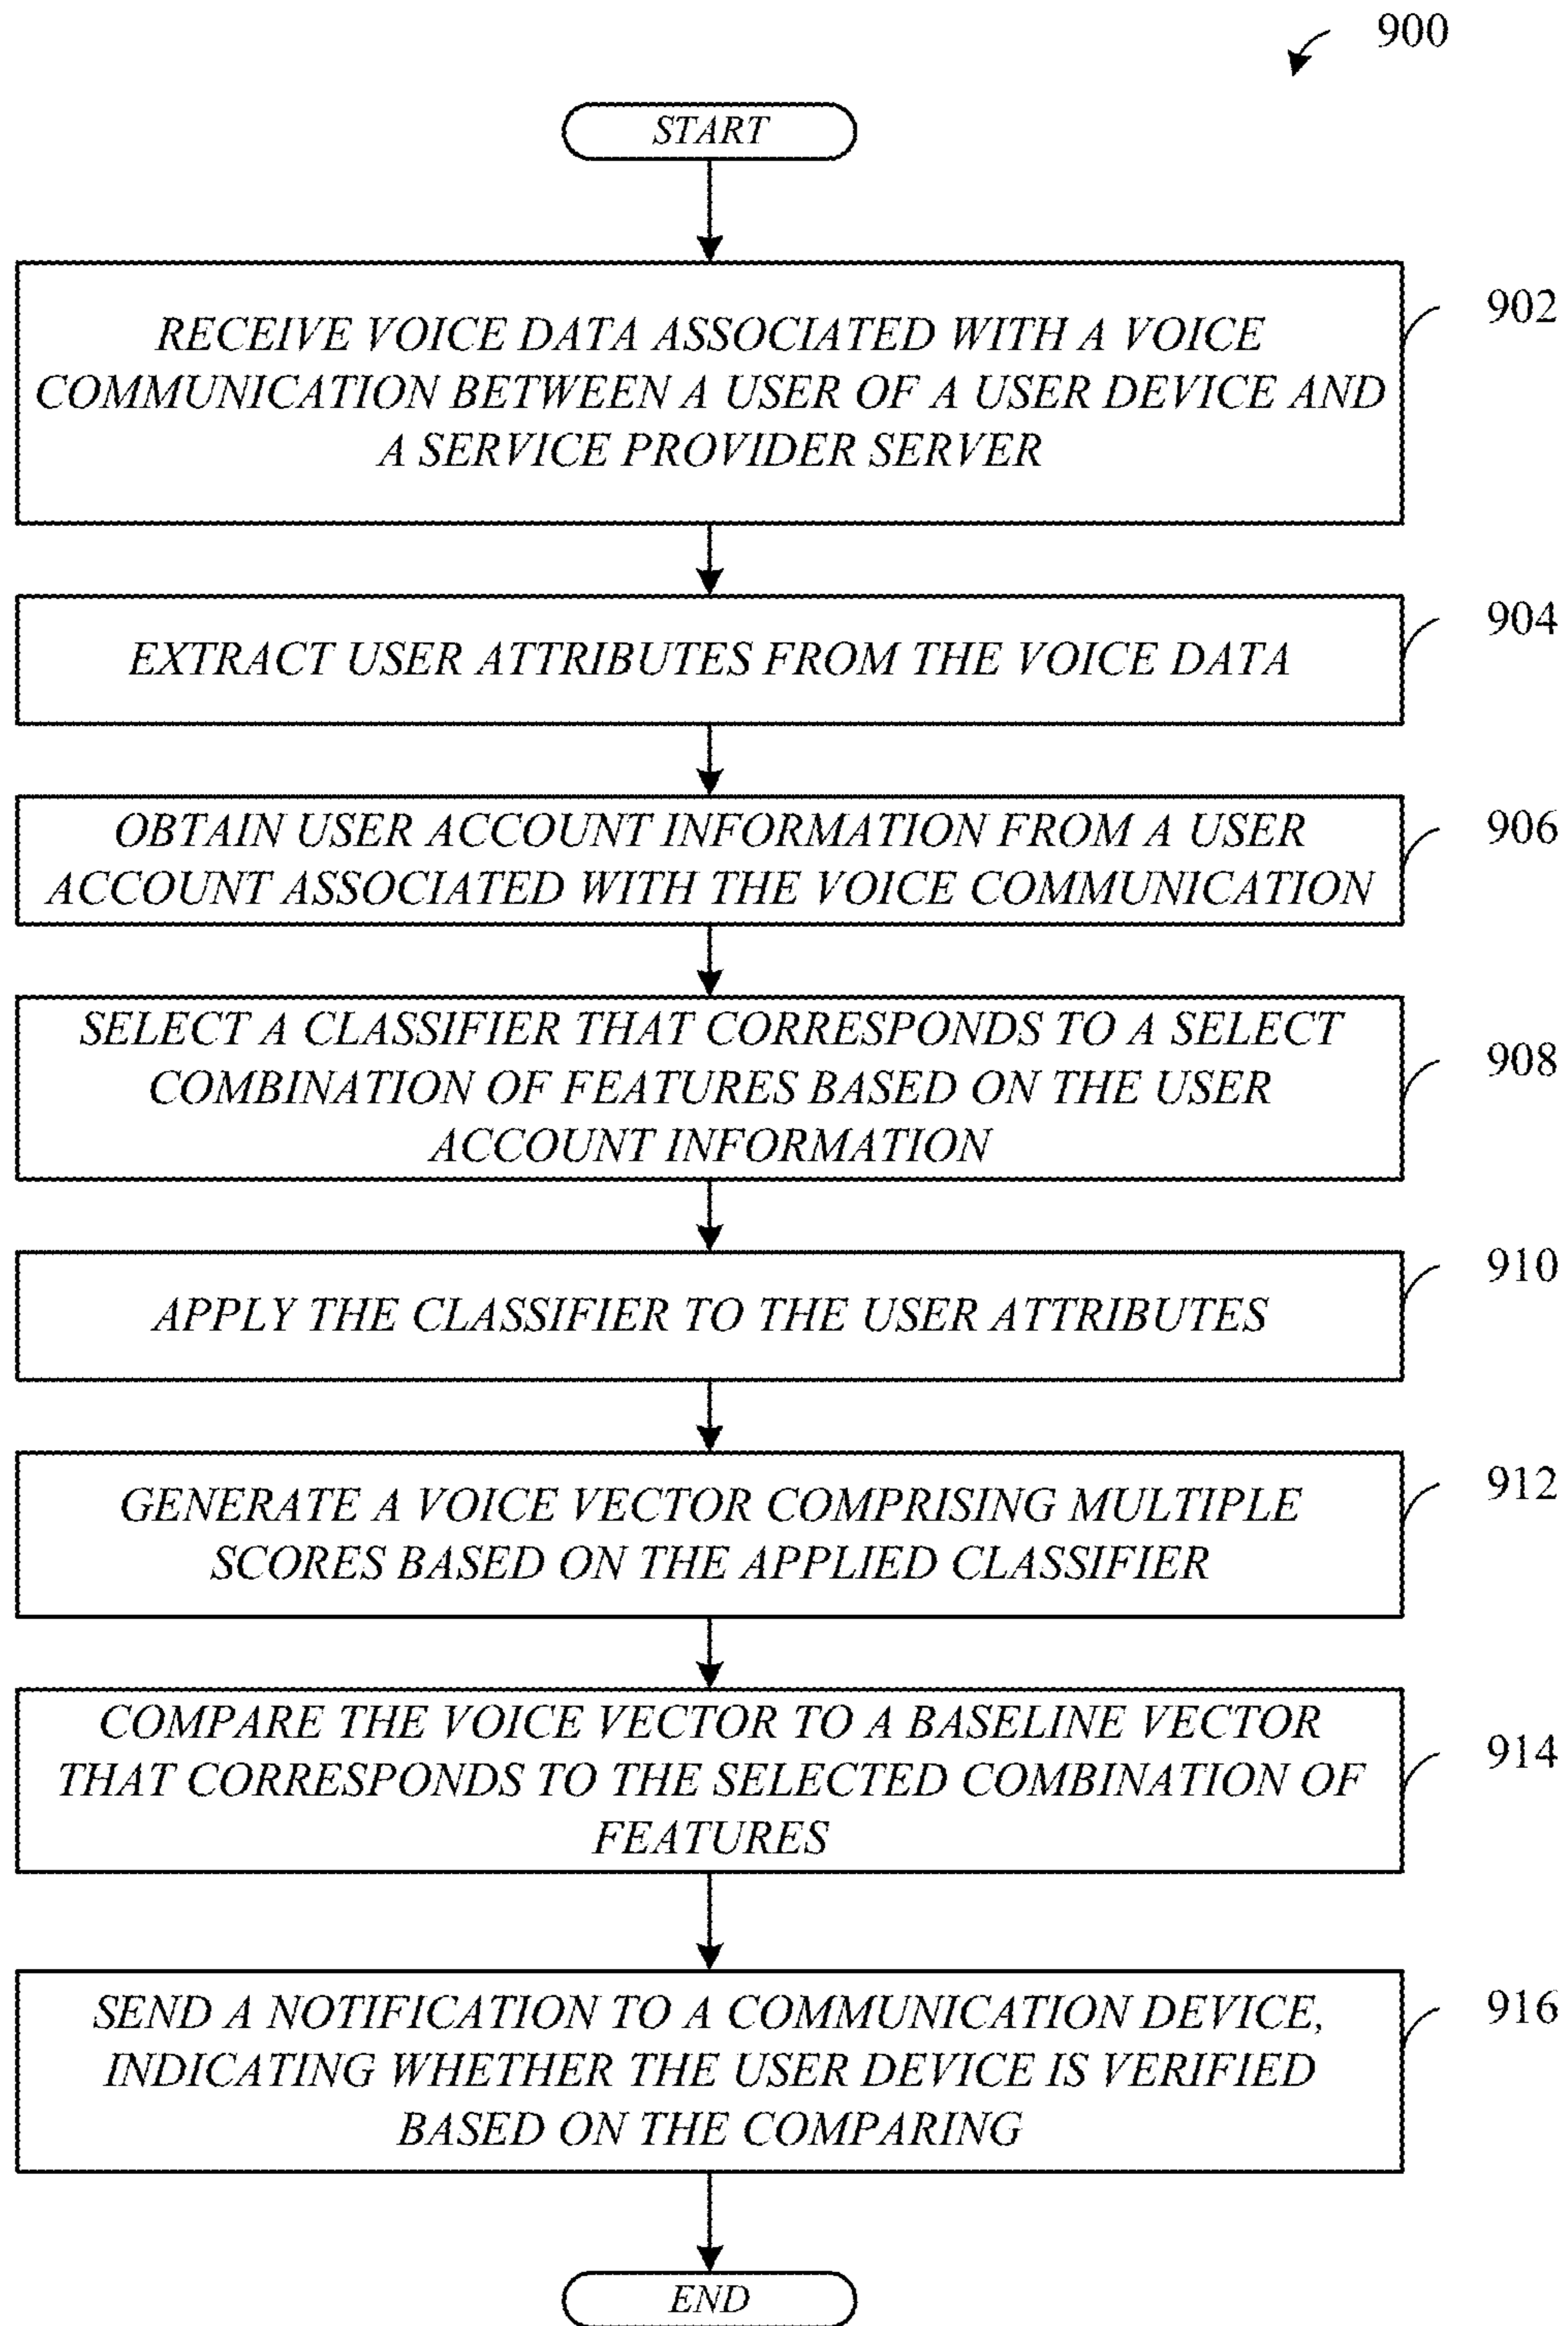 900
START
RECEIVE VOICE DATA ASSOCIATED WITH A VOICE
COMMUNICATION BETWEEN A USER OF A USER DEVICE AND
A SERVICE PROVIDER SERVER
902
EXTRACT USER ATTRIBUTES FROM THE VOICE DATA
904
OBTAIN USER ACCOUNT INFORMATION FROM A USER
ACCOUNT ASSOCIATED WITH THE VOICE COMMUNICATION
906
SELECT A CLASSIFIER THAT CORRESPONDS TO A SELECT
COMBINATION OF FEATURES BASED ON THE USER
ACCOUNT INFORMATION
908
APPLY THE CLASSIFIER TO THE USER ATTRIBUTES
910
GENERATE A VOICE VECTOR COMPRISING MULTIPLE
SCORES BASED ON THE APPLIED CLASSIFIER
912
COMPARE THE VOICE VECTOR TO A BASELINE VECTOR
THAT CORRESPONDS TO THE SELECTED COMBINATION OF
FEATURES
914
SEND A NOTIFICATION TO A COMMUNICATION DEVICE,
INDICATING WHETHER THE USER DEVICE IS VERIFIED
BASED ON THE COMPARING
916
END